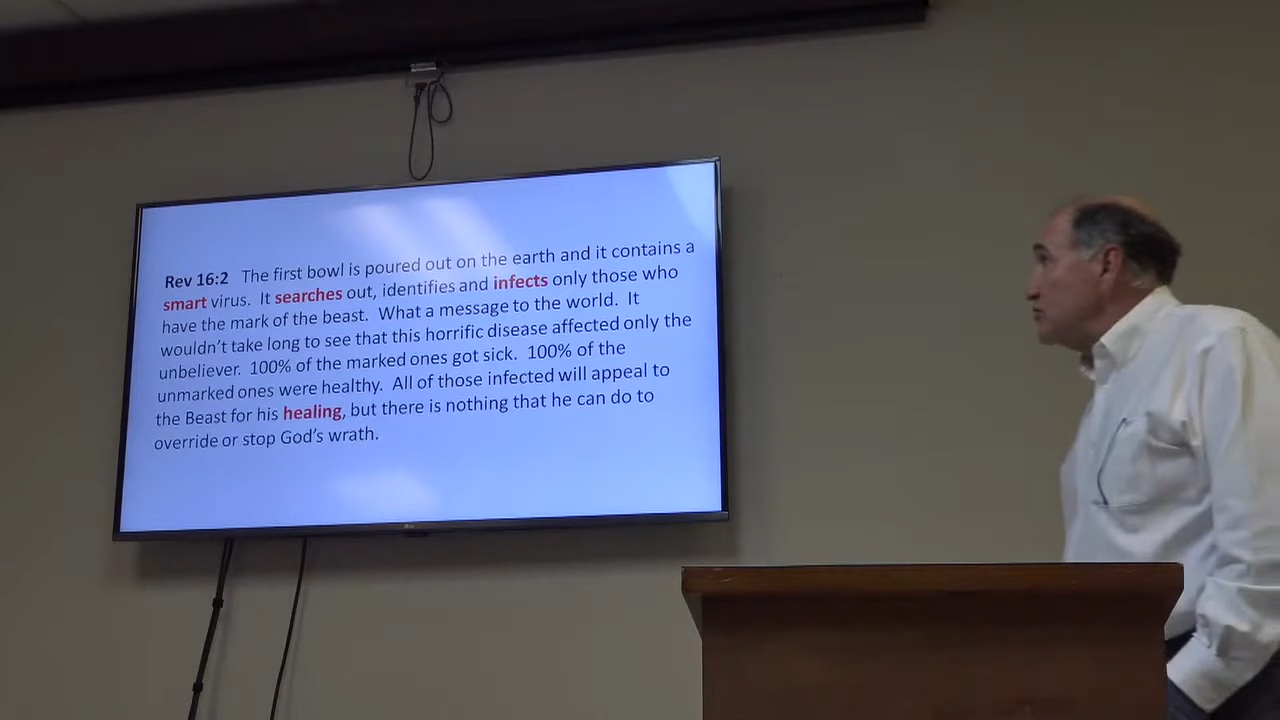 Rev 16:2 The first bowl is poured out on the earth and it contains a
smart virus. It searches out, identifies and infects only those who
have the mark of the beast. What a message to the world. It
wouldn't take long to see that this horrific disease affected only the
unbeliever. 100% of the marked ones got sick. 100% of the
unmarked ones were healthy. All of those infected will appeal to
the Beast for his healing, but there is nothing that he can do to
override or stop God's wrath.